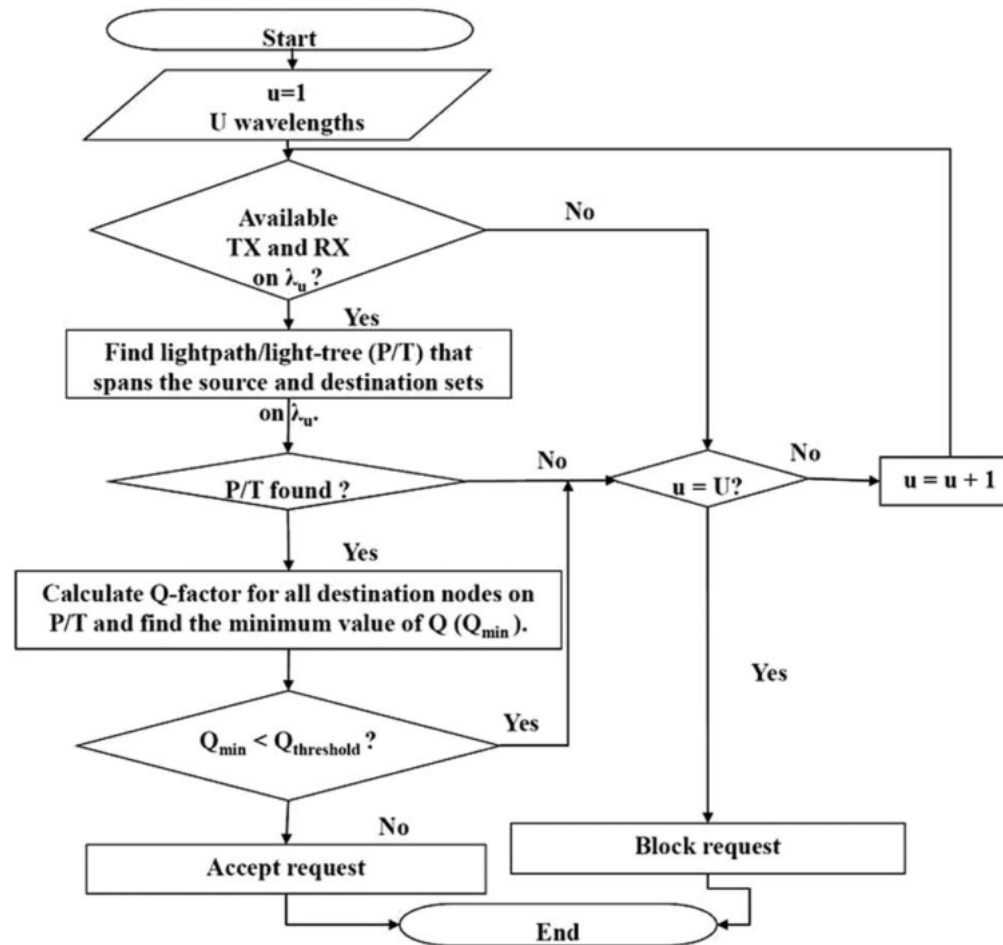 Start
u=1
U wavelengths
Available
TX and RX
on λu ?
No
Yes
Find lightpath/light-tree (P/T) that
spans the source and destination sets
on λu.
P/T found ?
No
u = U?
No
u = u + 1
Yes
Calculate Q-factor for all destination nodes on
P/T and find the minimum value of Q (Qmin ).
Yes
Qmin < Qthreshold ?
Yes
No
Accept request
Block request
End